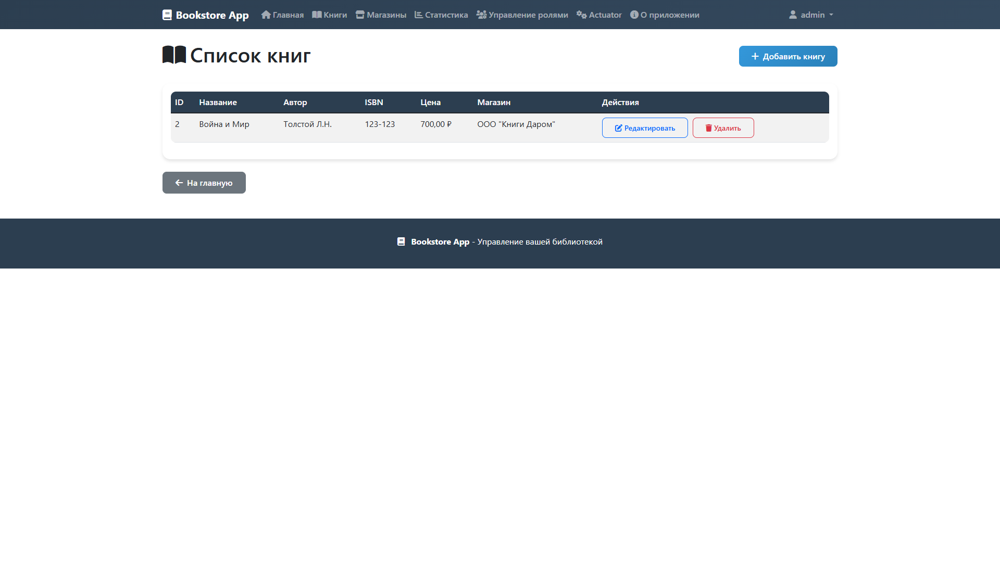 Bookstore App Главная Книги Магазины Статистика Управление ролями Actuator О приложении admin
Список книг
Добавить книгу
ID Название Автор ISBN Цена Магазин Действия
2 Война и Мир Толстой Л.Н. 123-123 700,00 ₽ ООО "Книги Даром" Редактировать Удалить
На главную
Bookstore App - Управление вашей библиотекой